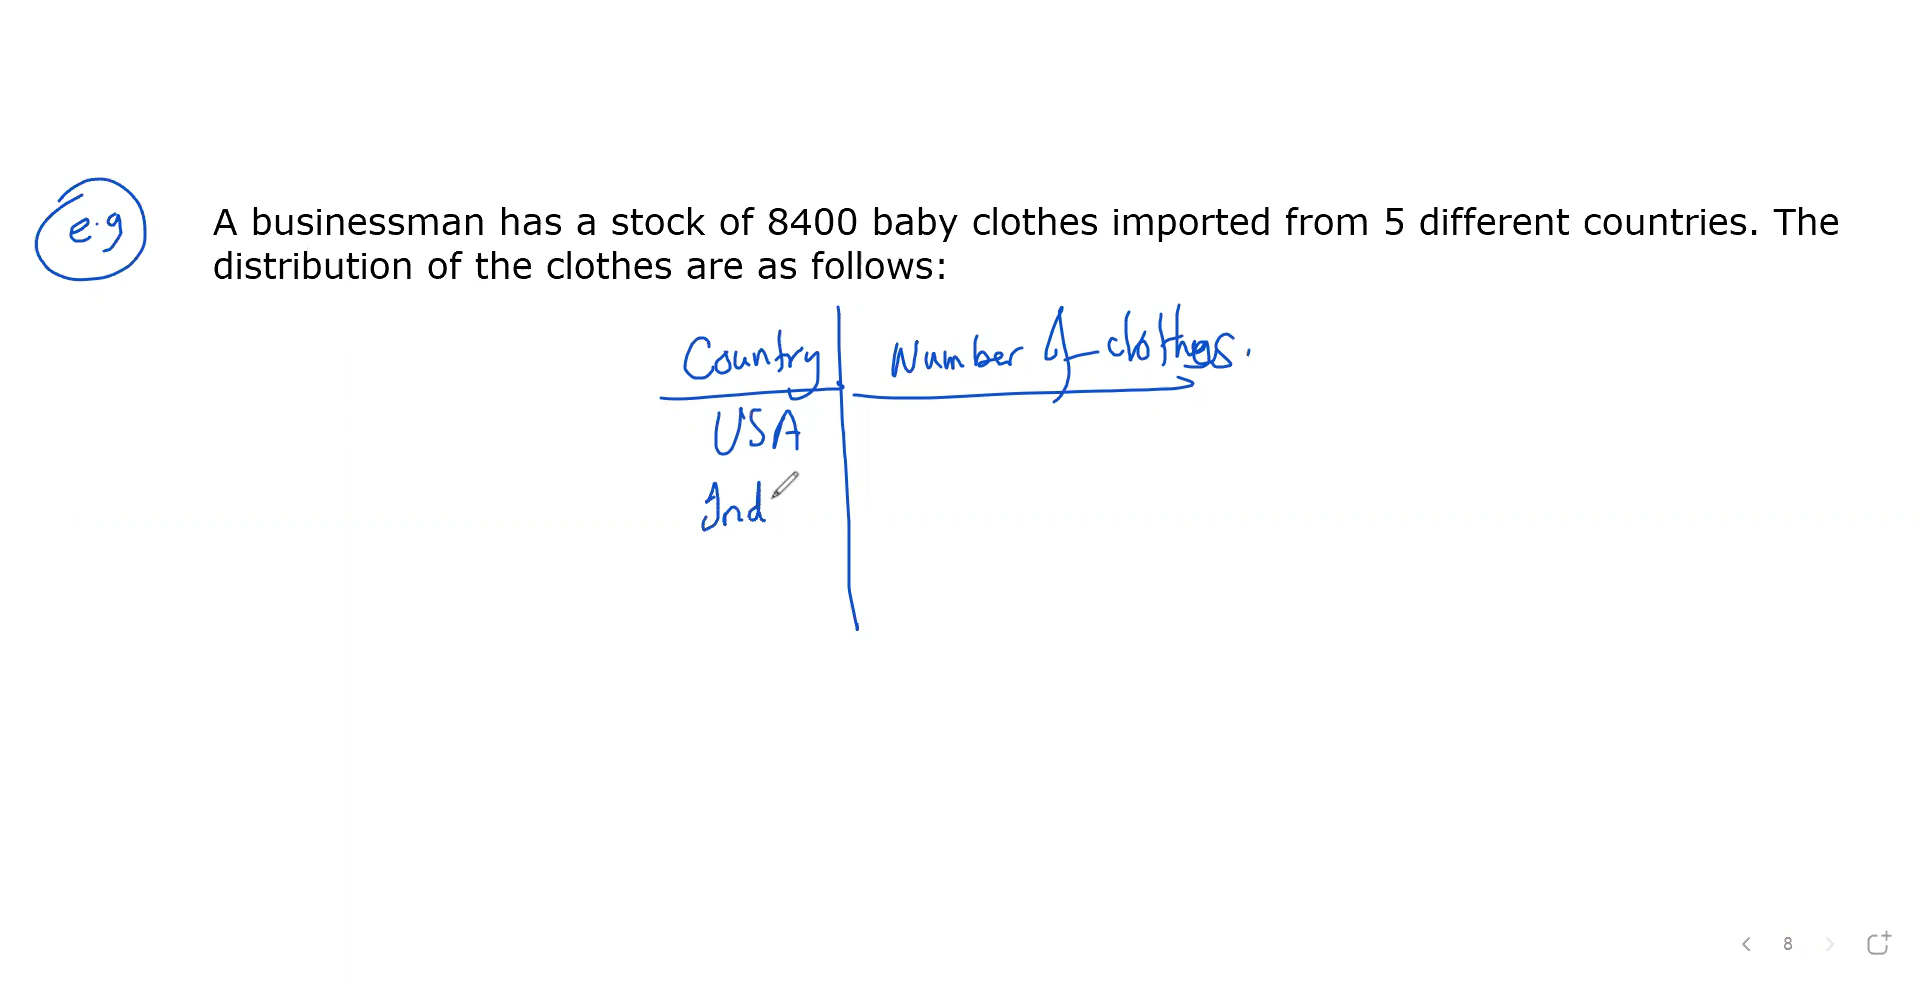 e.g
A businessman has a stock of 8400 baby clothes imported from 5 different countries. The
distribution of the clothes are as follows:
Country Number of clothes.
USA
Ind
8